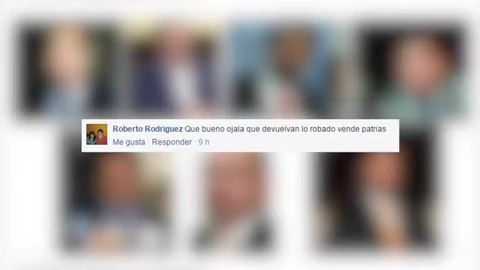 Roberto Rodriguez Que bueno ojala que devuelvan lo robado vende patrias
Me gusta · Responder · 9 h